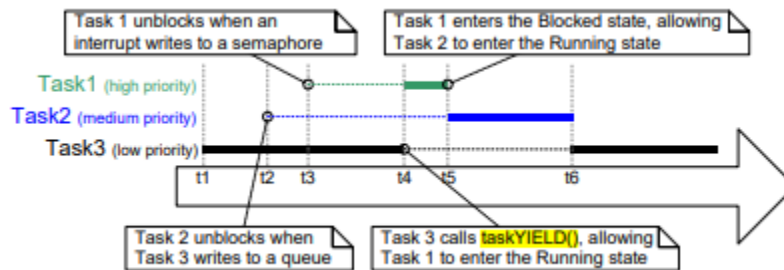 Task 1 unblocks when an
interrupt writes to a semaphore
Task 1 enters the Blocked state, allowing
Task 2 to enter the Running state
Task1 (high priority)
Task2 (medium priority)
Task3 (low priority)
t1 t2 t3 t4 t5 t6
Task 2 unblocks when
Task 3 writes to a queue
Task 3 calls taskYIELD(), allowing
Task 1 to enter the Running state